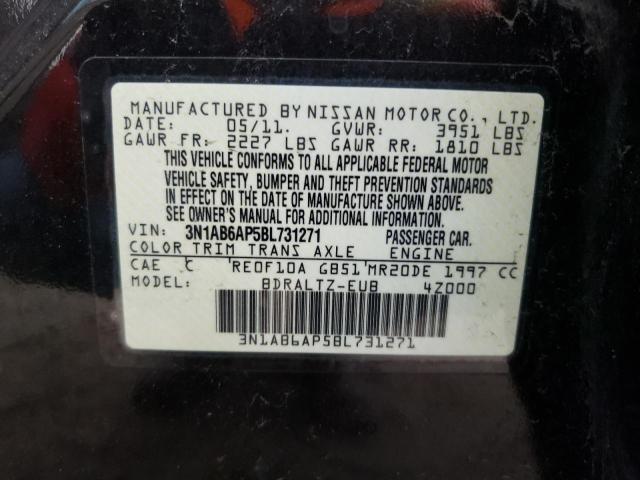 MANUFACTURED BY NISSAN MOTOR CO., LTD.
DATE: 05/11. GVWR: 3951 LBS
GAWR FR: 2227 LBS GAWR RR: 1810 LBS
THIS VEHICLE CONFORMS TO ALL APPLICABLE FEDERAL MOTOR
VEHICLE SAFETY, BUMPER AND THEFT PREVENTION STANDARDS
IN EFFECT ON THE DATE OF MANUFACTURE SHOWN ABOVE.
SEE OWNER'S MANUAL FOR ADDITIONAL INFORMATION.
VIN: 3N1AB6AP5BL731271 PASSENGER CAR.
COLOR TRIM TRANS AXLE ENGINE
CAE C RE0F10A GB51 MR20DE 1997 CC
MODEL: BDRALTZ-EUB 4Z000
3N1AB6AP5BL731271